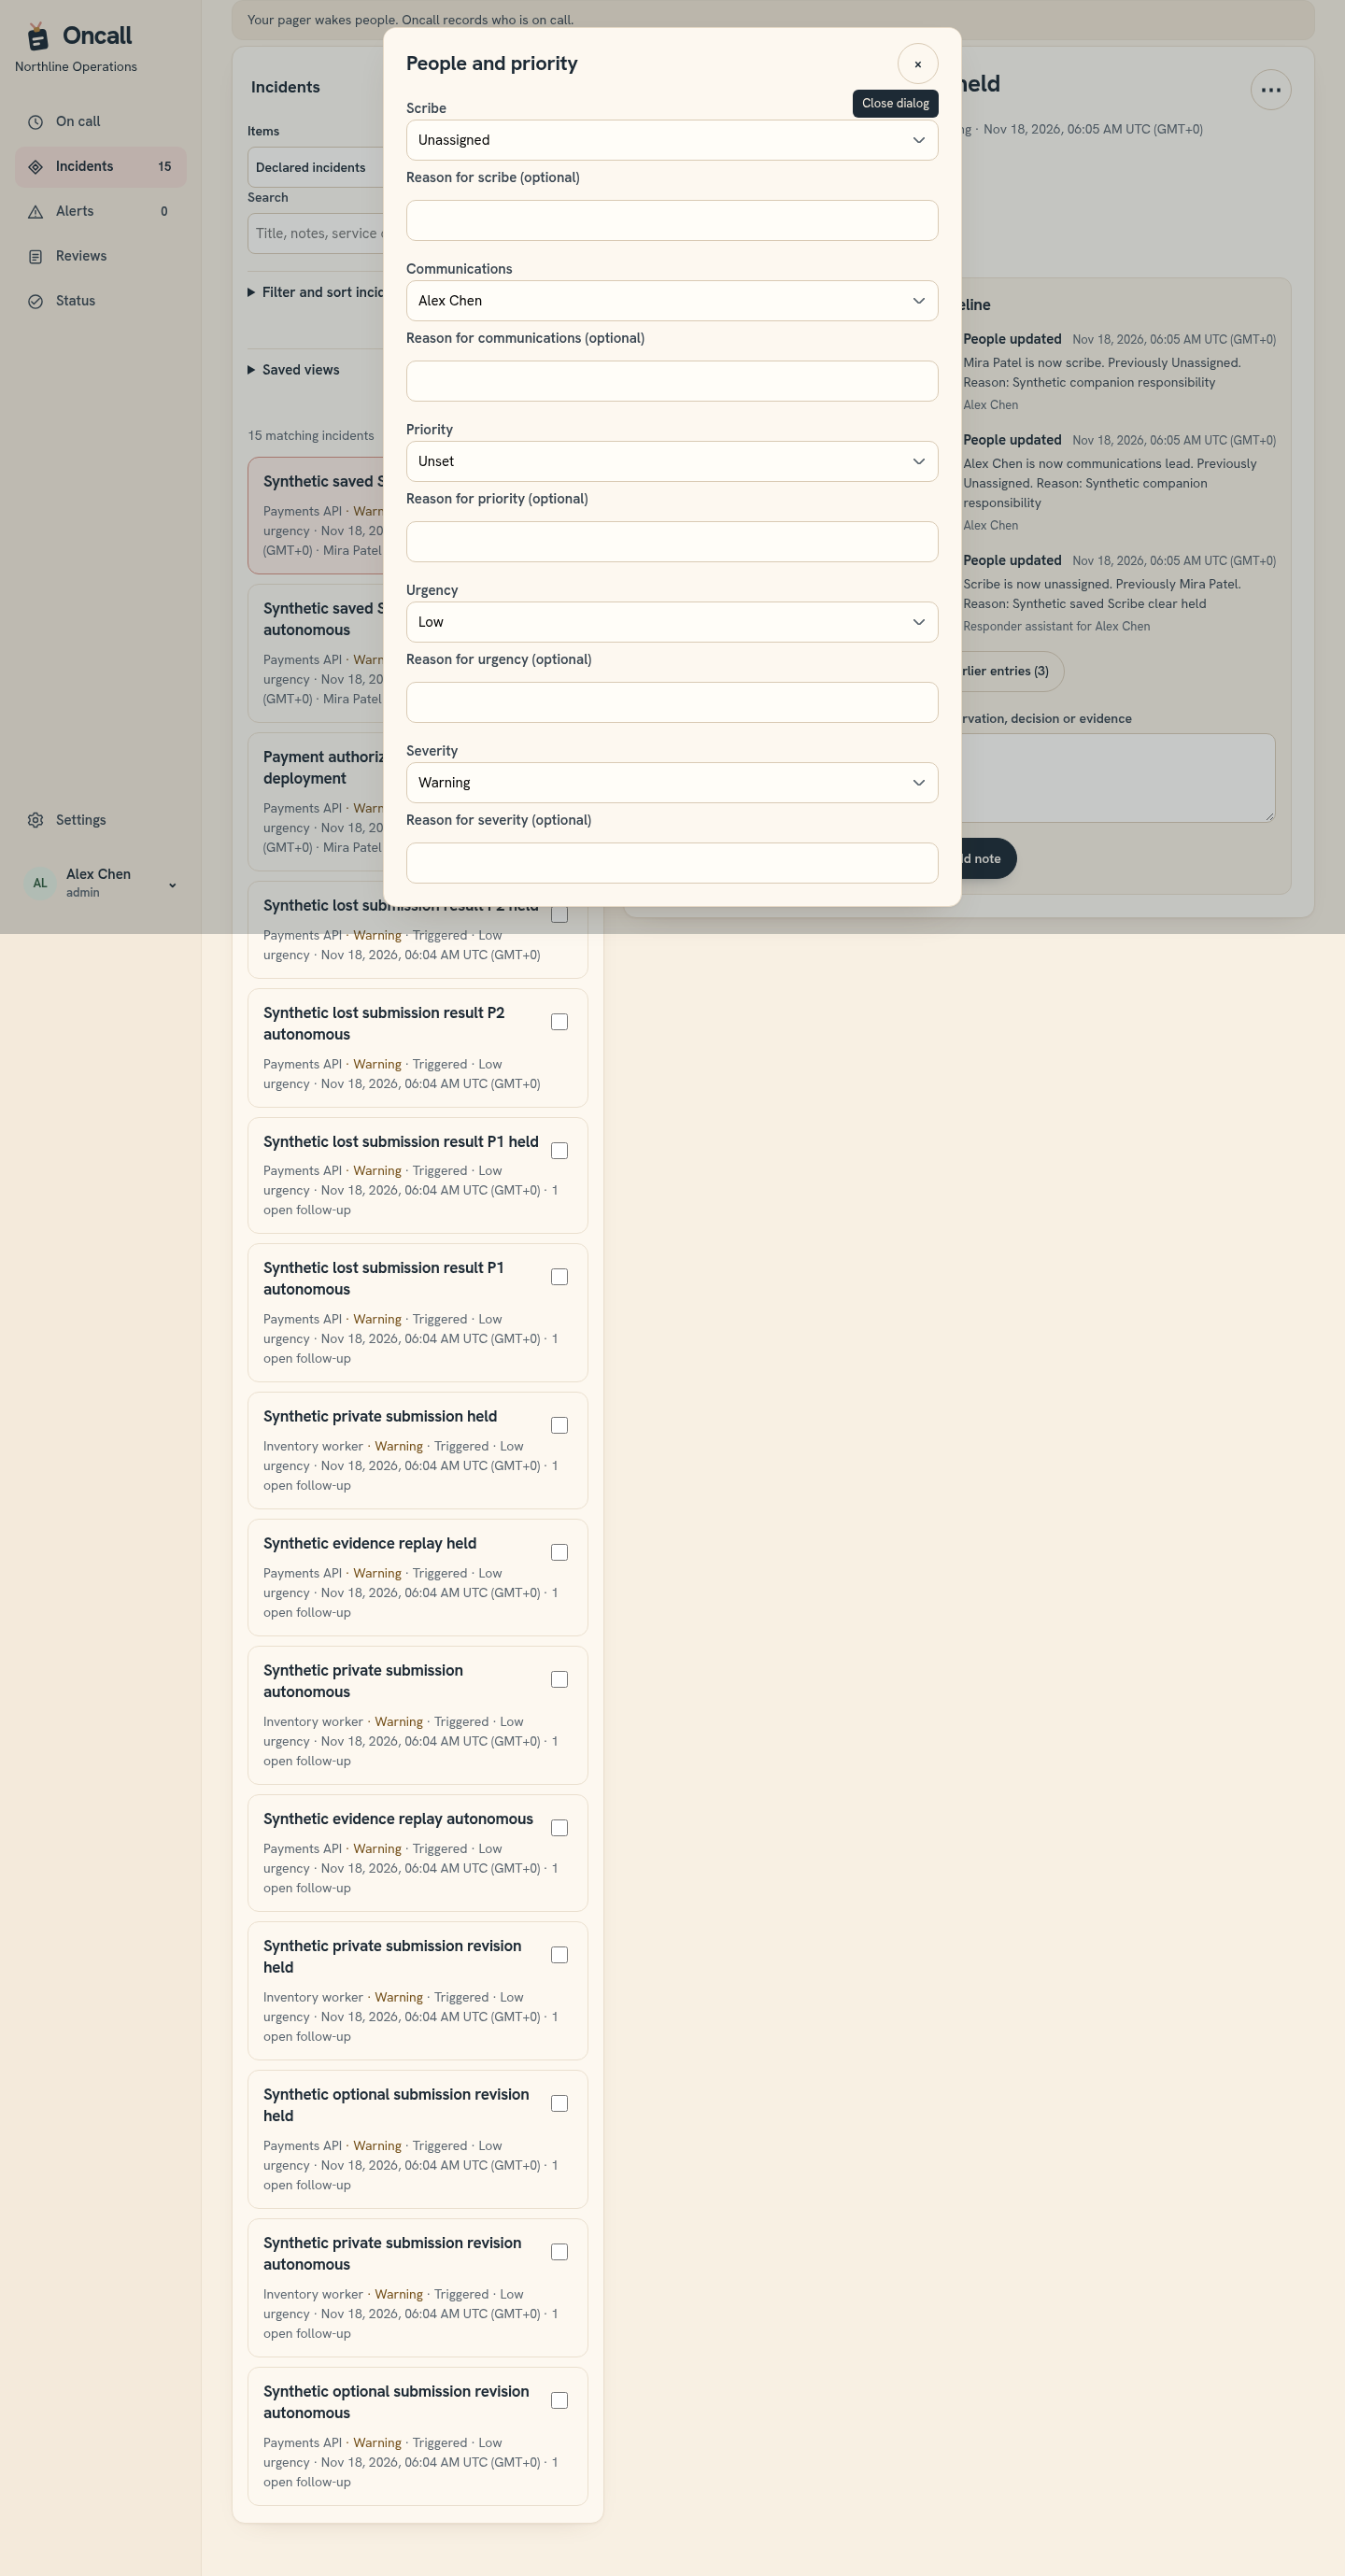 Oncall
Northline Operations
On call
Incidents 15
Alerts 0
Reviews
Status
Settings
AL
Alex Chen
admin
Your pager wakes people. Oncall records who is on call.
Incidents
Items
Declared incidents
Search
Title, notes, service
Filter and sort
Saved views
15 matching incidents
Synthetic saved
Payments API ·
urgency · Nov 18, 20
(GMT+0) · Mira Patel
Synthetic saved
autonomous
Payments API ·
urgency · Nov 18, 20
(GMT+0) · Mira Patel
Payment
deployment
Payments API ·
urgency · Nov 18, 20
(GMT+0) · Mira Patel
Synthetic lost submission result P2 held
Payments API · Warning · Triggered · Low
urgency · Nov 18, 2026, 06:04 AM UTC (GMT+0)
Synthetic lost submission result P2
autonomous
Payments API · Warning · Triggered · Low
urgency · Nov 18, 2026, 06:04 AM UTC (GMT+0)
Synthetic lost submission result P1 held
Payments API · Warning · Triggered · Low
urgency · Nov 18, 2026, 06:04 AM UTC (GMT+0) · 1
open follow-up
Synthetic lost submission result P1
autonomous
Payments API · Warning · Triggered · Low
urgency · Nov 18, 2026, 06:04 AM UTC (GMT+0) · 1
open follow-up
Synthetic private submission held
Inventory worker · Warning · Triggered · Low
urgency · Nov 18, 2026, 06:04 AM UTC (GMT+0) · 1
open follow-up
Synthetic evidence replay held
Payments API · Warning · Triggered · Low
urgency · Nov 18, 2026, 06:04 AM UTC (GMT+0) · 1
open follow-up
Synthetic private submission
autonomous
Inventory worker · Warning · Triggered · Low
urgency · Nov 18, 2026, 06:04 AM UTC (GMT+0) · 1
open follow-up
Synthetic evidence replay autonomous
Payments API · Warning · Triggered · Low
urgency · Nov 18, 2026, 06:04 AM UTC (GMT+0) · 1
open follow-up
Synthetic private submission revision
held
Inventory worker · Warning · Triggered · Low
urgency · Nov 18, 2026, 06:04 AM UTC (GMT+0) · 1
open follow-up
Synthetic optional submission revision
held
Payments API · Warning · Triggered · Low
urgency · Nov 18, 2026, 06:04 AM UTC (GMT+0) · 1
open follow-up
Synthetic private submission revision
autonomous
Inventory worker · Warning · Triggered · Low
urgency · Nov 18, 2026, 06:04 AM UTC (GMT+0) · 1
open follow-up
Synthetic optional submission revision
autonomous
Payments API · Warning · Triggered · Low
urgency · Nov 18, 2026, 06:04 AM UTC (GMT+0) · 1
open follow-up
People and priority
×
Close dialog
Scribe
Unassigned
Reason for scribe (optional)
Communications
Alex Chen
Reason for communications (optional)
Priority
Unset
Reason for priority (optional)
Urgency
Low
Reason for urgency (optional)
Severity
Warning
Reason for severity (optional)
held
· Nov 18, 2026, 06:05 AM UTC (GMT+0)
People updated Nov 18, 2026, 06:05 AM UTC (GMT+0)
Mira Patel is now scribe. Previously Unassigned.
Reason: Synthetic companion responsibility
Alex Chen
People updated Nov 18, 2026, 06:05 AM UTC (GMT+0)
Alex Chen is now communications lead. Previously
Unassigned. Reason: Synthetic companion
responsibility
Alex Chen
People updated Nov 18, 2026, 06:05 AM UTC (GMT+0)
Scribe is now unassigned. Previously Mira Patel.
Reason: Synthetic saved Scribe clear held
Responder assistant for Alex Chen
entries (3)
decision or evidence
note